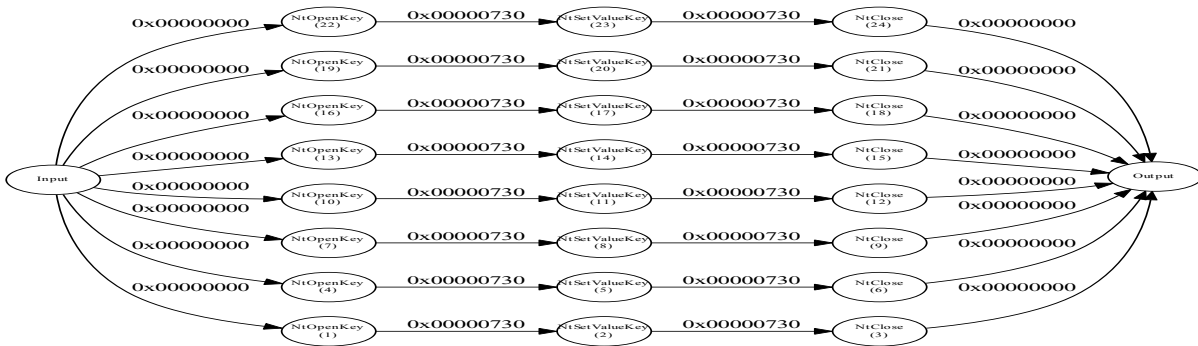 0x00000000
NtOpenKey
(22)
0x00000730
NtSetValueKey
(23)
0x00000730
NtClose
(24)
0x00000000
0x00000000
NtOpenKey
(19)
0x00000730
NtSetValueKey
(20)
0x00000730
NtClose
(21)
0x00000000
0x00000000
NtOpenKey
(16)
0x00000730
NtSetValueKey
(17)
0x00000730
NtClose
(18)
0x00000000
0x00000000
NtOpenKey
(13)
0x00000730
NtSetValueKey
(14)
0x00000730
NtClose
(15)
0x00000000
Input
Output
0x00000000
NtOpenKey
(10)
0x00000730
NtSetValueKey
(11)
0x00000730
NtClose
(12)
0x00000000
0x00000000
NtOpenKey
(7)
0x00000730
NtSetValueKey
(8)
0x00000730
NtClose
(9)
0x00000000
0x00000000
NtOpenKey
(4)
0x00000730
NtSetValueKey
(5)
0x00000730
NtClose
(6)
0x00000000
0x00000000
NtOpenKey
(1)
0x00000730
NtSetValueKey
(2)
0x00000730
NtClose
(3)
0x00000000